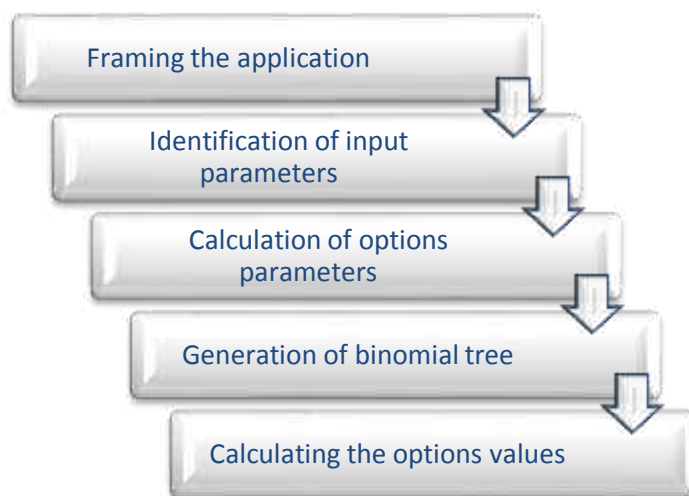 Framing the application
Identification of input
parameters
Calculation of options
parameters
Generation of binomial tree
Calculating the options values